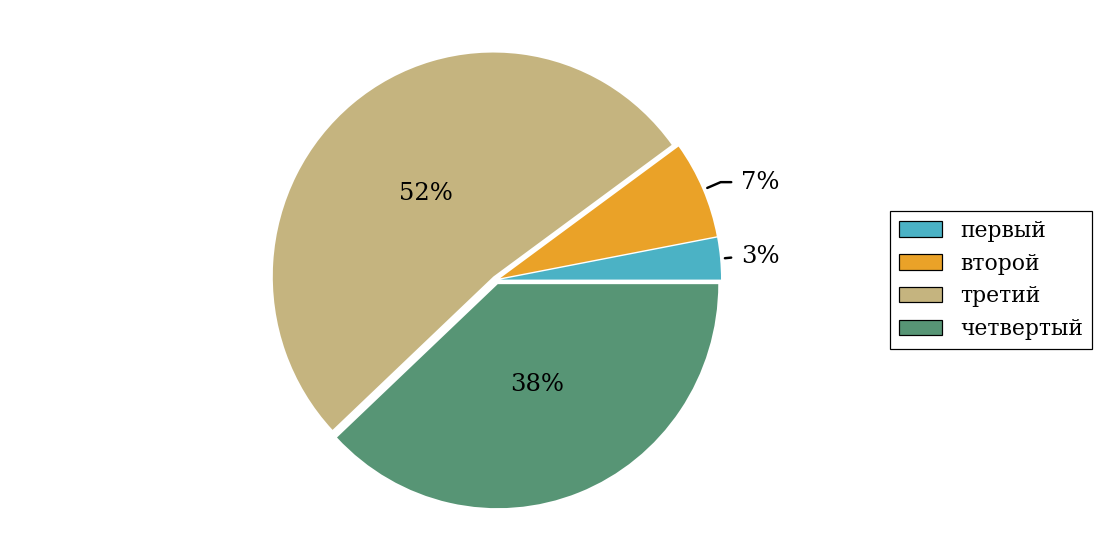 52%
7%
3%
38%
первый
второй
третий
четвертый